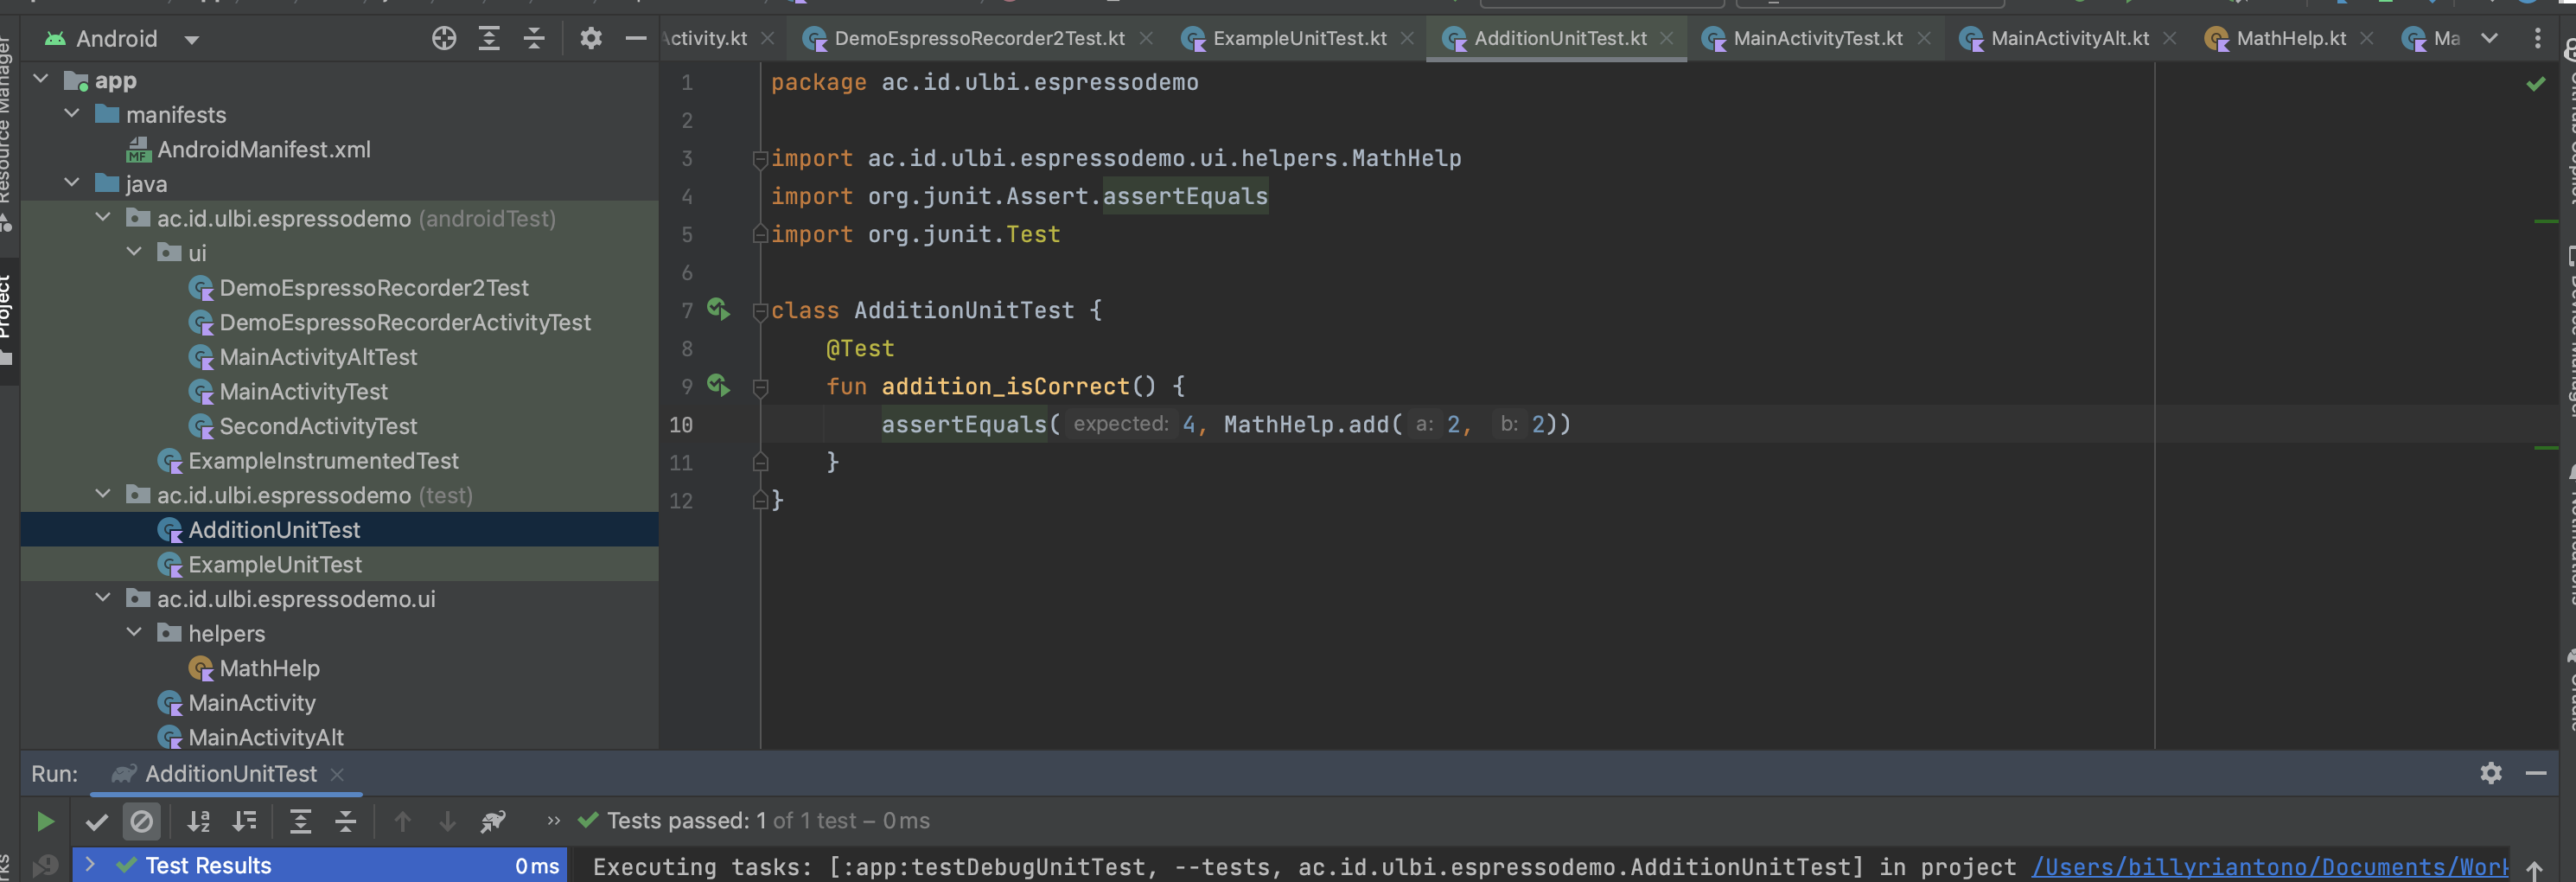 Android
Activity.kt
DemoEspressoRecorder2Test.kt
ExampleUnitTest.kt
AdditionUnitTest.kt
MainActivityTest.kt
MainActivityAlt.kt
MathHelp.kt
Ma
Resource Manager
Project
app
manifests
AndroidManifest.xml
java
ac.id.ulbi.espressodemo (androidTest)
ui
DemoEspressoRecorder2Test
DemoEspressoRecorderActivityTest
MainActivityAltTest
MainActivityTest
SecondActivityTest
ExampleInstrumentedTest
ac.id.ulbi.espressodemo (test)
AdditionUnitTest
ExampleUnitTest
ac.id.ulbi.espressodemo.ui
helpers
MathHelp
MainActivity
MainActivityAlt
1 package ac.id.ulbi.espressodemo
2
3 import ac.id.ulbi.espressodemo.ui.helpers.MathHelp
4 import org.junit.Assert.assertEquals
5 import org.junit.Test
6
7 class AdditionUnitTest {
8 @Test
9 fun addition_isCorrect() {
10 assertEquals( expected: 4, MathHelp.add( a: 2, b: 2))
11 }
12 }
Run: AdditionUnitTest
Tests passed: 1 of 1 test – 0 ms
Test Results 0 ms
Executing tasks: [:app:testDebugUnitTest, --tests, ac.id.ulbi.espressodemo.AdditionUnitTest] in project /Users/billyriantono/Documents/Work